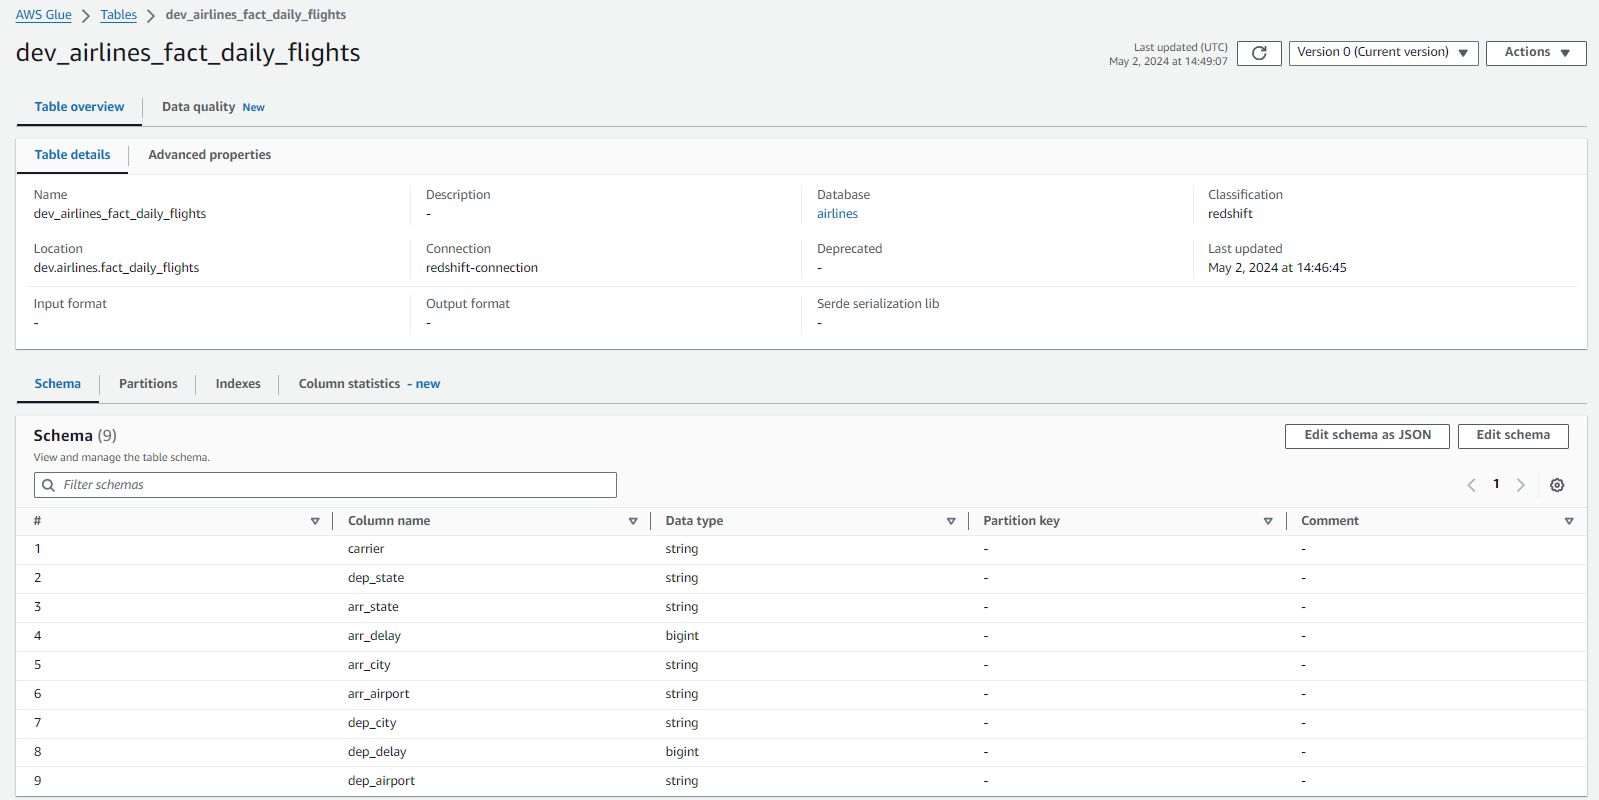 AWS Glue > Tables > dev_airlines_fact_daily_flights
dev_airlines_fact_daily_flights
Last updated (UTC)
May 2, 2024 at 14:49:07
Version 0 (Current version)
Actions
Table overview
Data quality New
Table details
Advanced properties
Name
dev_airlines_fact_daily_flights
Description
-
Database
airlines
Classification
redshift
Location
dev.airlines.fact_daily_flights
Connection
redshift-connection
Deprecated
-
Last updated
May 2, 2024 at 14:46:45
Input format
-
Output format
-
Serde serialization lib
-
Schema
Partitions
Indexes
Column statistics - new
Schema (9)
View and manage the table schema.
Edit schema as JSON
Edit schema
Filter schemas
< 1 >
# Column name Data type Partition key Comment
1 carrier string - -
2 dep_state string - -
3 arr_state string - -
4 arr_delay bigint - -
5 arr_city string - -
6 arr_airport string - -
7 dep_city string - -
8 dep_delay bigint - -
9 dep_airport string - -